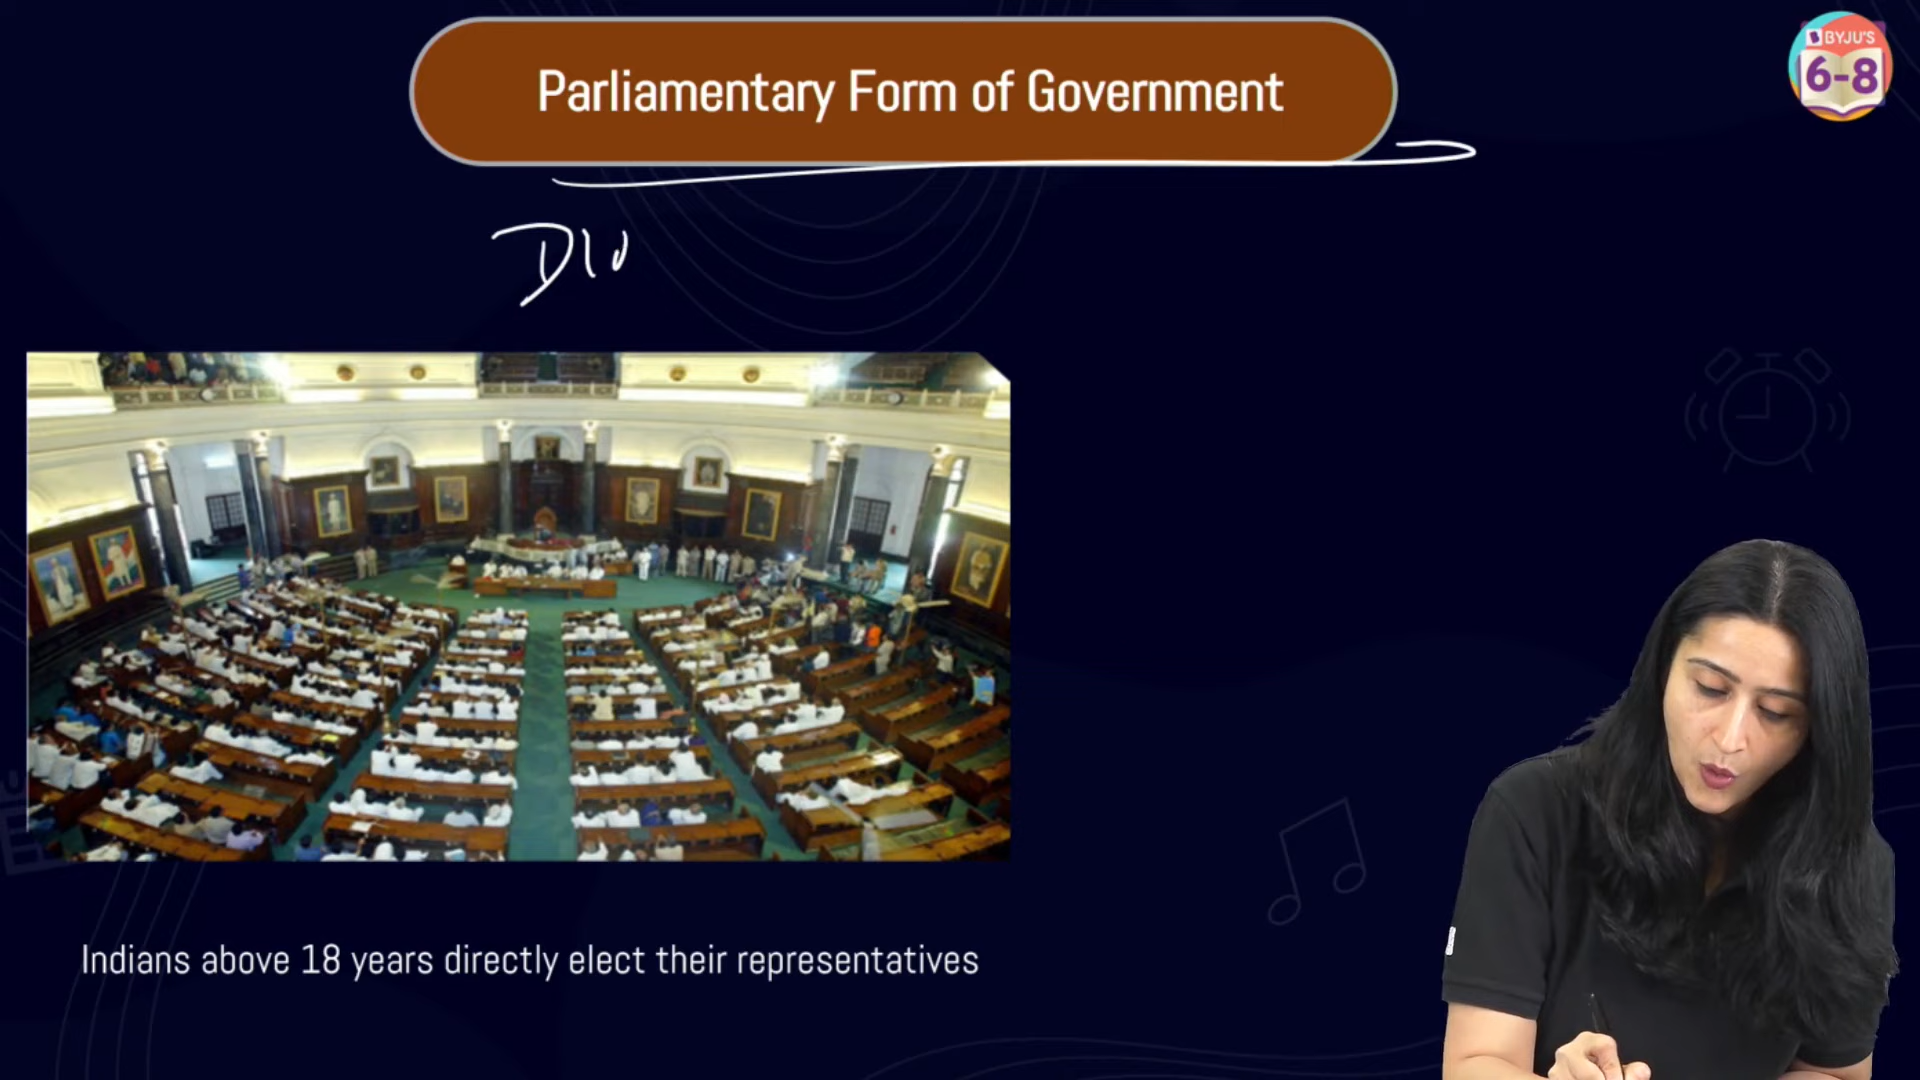 Parliamentary Form of Government
BYJU'S
6-8
Indians above 18 years directly elect their representatives